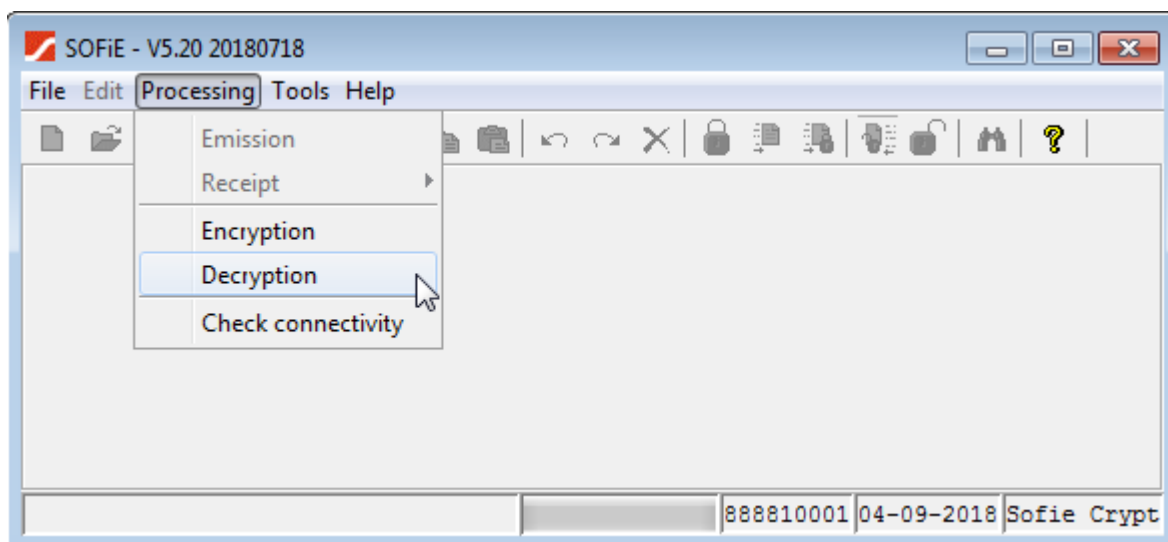 SOFiE - V5.20 20180718
File Edit Processing Tools Help
Emission
Receipt
Encryption
Decryption
Check connectivity
888810001 04-09-2018 Sofie Crypt